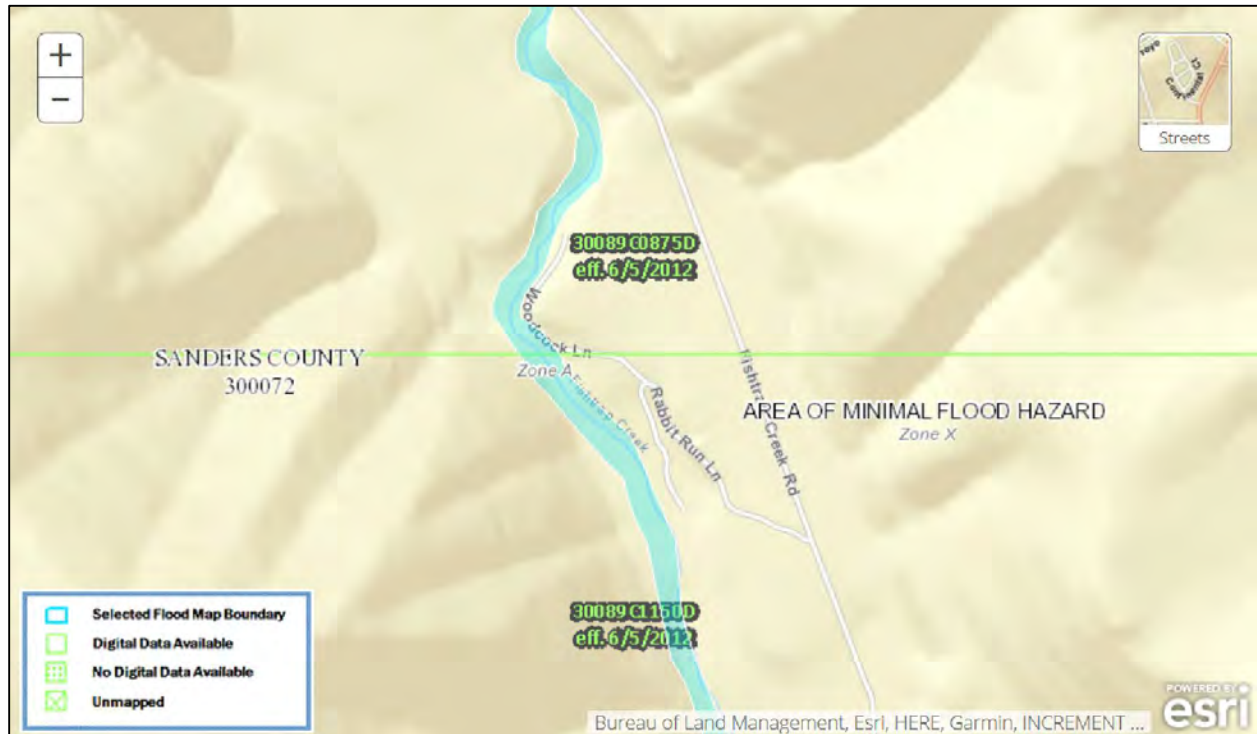 +
−
Streets
30089C0875D
eff. 6/5/2012
Woodcock Ln
SANDERS COUNTY
300072
Zone A
Fishtrap Creek
Rabbit Run Ln
Fishtrap Creek Rd
AREA OF MINIMAL FLOOD HAZARD
Zone X
30089C1150D
eff. 6/5/2012
Selected Flood Map Boundary
Digital Data Available
No Digital Data Available
Unmapped
Bureau of Land Management, Esri, HERE, Garmin, INCREMENT ...
POWERED BY
esri